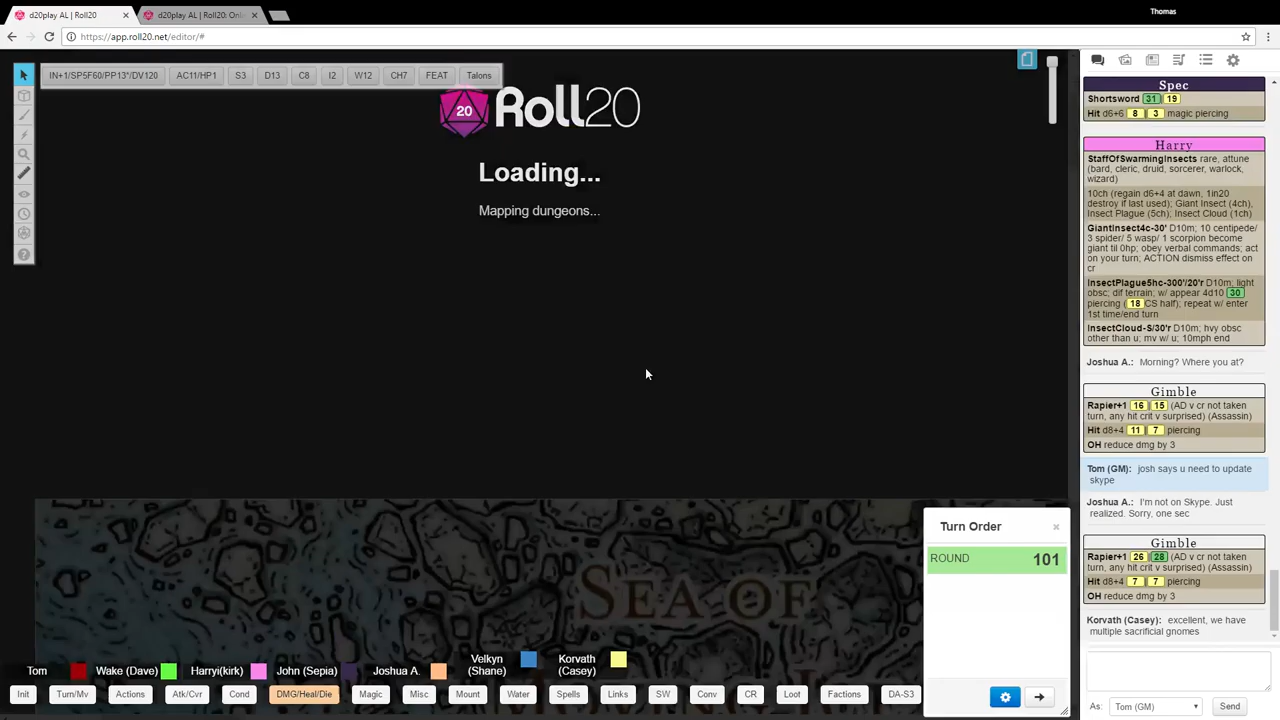 Thomas
d20play AL | Roll20
d20play AL | Roll20: Onli
https://app.roll20.net/editor/#
IN+1/SP5F60/PP13*/DV120
AC11/HP1
S3
D13
C8
I2
W12
CH7
FEAT
Talons
20 Roll20
Loading...
Mapping dungeons...
SEA OF
Turn Order
ROUND 101
Tom
Wake (Dave)
Harryi(kirk)
John (Sepia)
Joshua A.
Velkyn
(Shane)
Korvath
(Casey)
Init
Turn/Mv
Actions
Atk/Cvr
Cond
DMG/Heal/Die
Magic
Misc
Mount
Water
Spells
Links
SW
Conv
CR
Loot
Factions
DA-S3
Spec
Shortsword 31 19
Hit d6+6 8 3 magic piercing
Harry
StaffOfSwarmingInsects rare, attune
(bard, cleric, druid, sorcerer, warlock,
wizard)
10ch (regain d6+4 at dawn, 1in20
destroy if last used); Giant Insect (4ch),
Insect Plague (5ch); Insect Cloud (1ch)
GiantInsect4c-30' D10m; 10 centipede/
3 spider/ 5 wasp/ 1 scorpion become
giant til 0hp; obey verbal commands; act
on your turn; ACTION dismiss effect on
cr
InsectPlague5hc-300'/20'r D10m; light
obsc; dif terrain; w/ appear 4d10 30
piercing (18CS half); repeat w/ enter
1st time/end turn
InsectCloud-S/30'r D10m; hvy obsc
other than u; mv w/ u; 10mph end
Joshua A.: Morning? Where you at?
Gimble
Rapier+1 16 15 (AD v cr not taken
turn, any hit crit v surprised) (Assassin)
Hit d8+4 11 7 piercing
OH reduce dmg by 3
Tom (GM): josh says u need to update
skype
Joshua A.: I'm not on Skype. Just
realized. Sorry, one sec
Gimble
Rapier+1 26 28 (AD v cr not taken
turn, any hit crit v surprised) (Assassin)
Hit d8+4 7 7 piercing
OH reduce dmg by 3
Korvath (Casey): excellent, we have
multiple sacrificial gnomes
As: Tom (GM)
Send